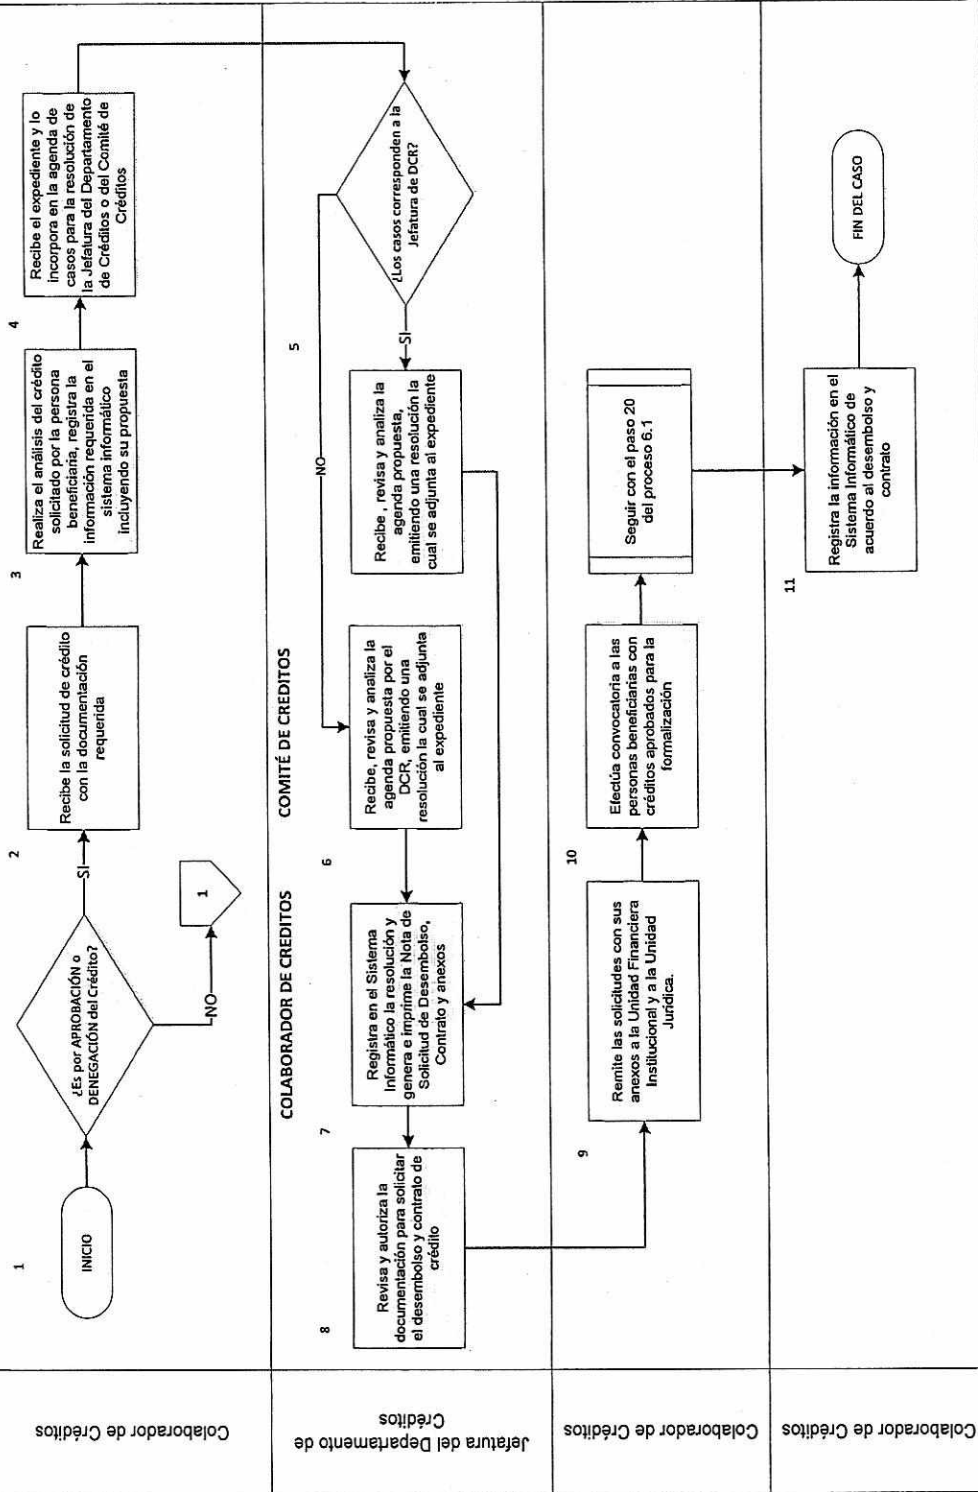 Colaborador de Créditos
1
INICIO
¿Es por APROBACIÓN o
DENEGACIÓN del Crédito?
SI
NO
1
2
Recibe la solicitud de crédito
con la documentación
requerida
3
Realiza el análisis del crédito
solicitado por la persona
beneficiaria, registra la
información requerida en el
sistema informático
incluyendo su propuesta
4
Recibe el expediente y lo
incorpora en la agenda de
casos para la resolución de
la Jefatura del Departamento
de Créditos o del Comité de
Créditos
Jefatura del Departamento de
Créditos
COLABORADOR DE CREDITOS
COMITÉ DE CREDITOS
¿Los casos corresponden a la
Jefatura de DCR?
SI
NO
5
Recibe , revisa y analiza la
agenda propuesta,
emitiendo una resolución la
cual se adjunta al expediente
6
Recibe, revisa y analiza la
agenda propuesta por el
DCR, emitiendo una
resolución la cual se adjunta
al expediente
7
Registra en el Sistema
Informático la resolución y
genera e imprime la Nota de
Solicitud de Desembolso,
Contrato y anexos
8
Revisa y autoriza la
documentación para solicitar
el desembolso y contrato de
crédito
Colaborador de Créditos
9
Remite las solicitudes con sus
anexos a la Unidad Financiera
Institucional y a la Unidad
Jurídica.
10
Efectúa convocatoria a las
personas beneficiarias con
créditos aprobados para la
formalización
Seguir con el paso 20
del proceso 6.1
Colaborador de Créditos
11
Registra la información en el
Sistema Informático de
acuerdo al desembolso y
contrato
FIN DEL CASO